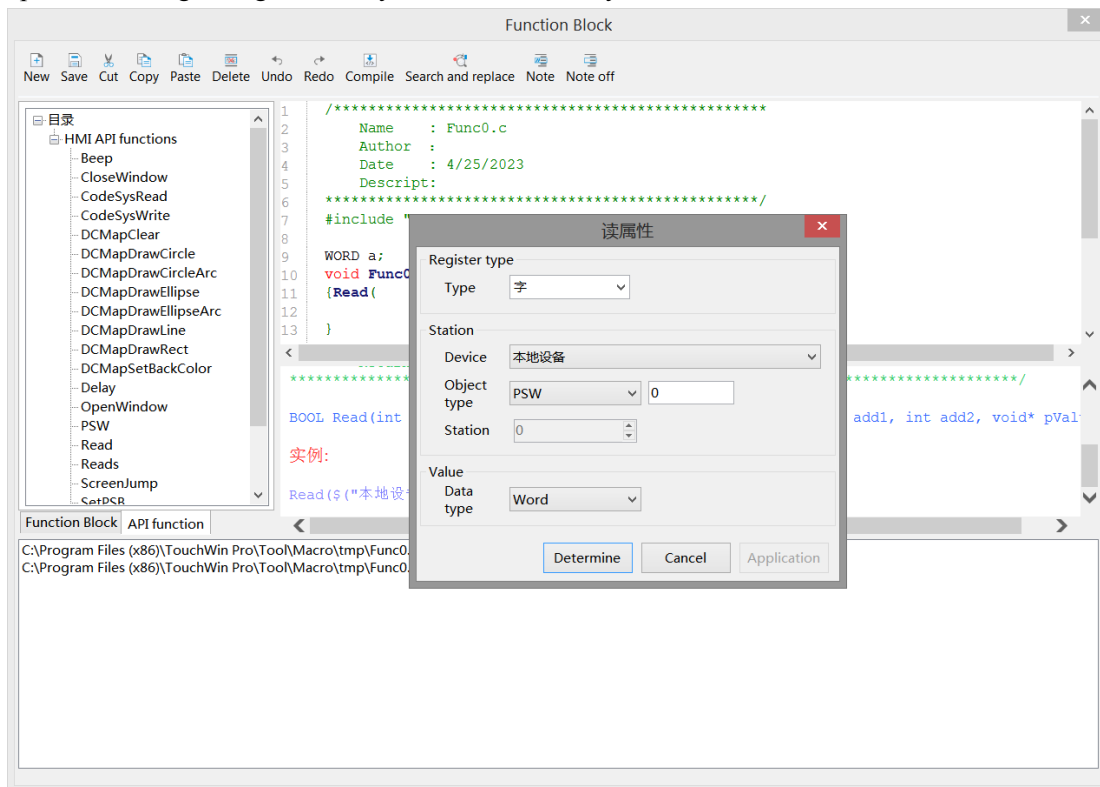 Function Block
New Save Cut Copy Paste Delete Undo Redo Compile Search and replace Note Note off
目录
HMI API functions
Beep
CloseWindow
CodeSysRead
CodeSysWrite
DCMapClear
DCMapDrawCircle
DCMapDrawCircleArc
DCMapDrawEllipse
DCMapDrawEllipseArc
DCMapDrawLine
DCMapDrawRect
DCMapSetBackColor
Delay
OpenWindow
PSW
Read
Reads
ScreenJump
SetPSB
Function Block API function
1 /**************************************************
2 Name : Func0.c
3 Author :
4 Date : 4/25/2023
5 Descript:
6 **************************************************/
7 #include "
8
9 WORD a;
10 void Func0
11 {Read(
12
13 }
BOOL Read(int
add1, int add2, void* pVal
实例:
Read($("本地设
读属性
Register type
Type 字
Station
Device 本地设备
Object type PSW 0
Station 0
Value
Data type Word
Determine Cancel Application
C:\Program Files (x86)\TouchWin Pro\Tool\Macro\tmp\Func0.
C:\Program Files (x86)\TouchWin Pro\Tool\Macro\tmp\Func0.